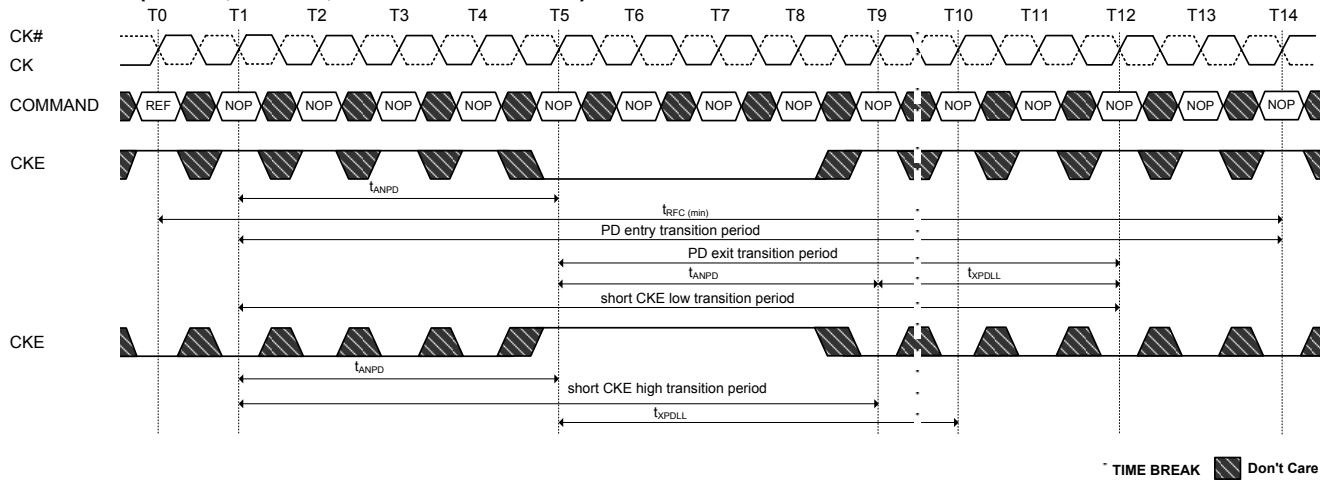 T0 T1 T2 T3 T4 T5 T6 T7 T8 T9 T10 T11 T12 T13 T14
CK#
CK
COMMAND REF NOP NOP NOP NOP NOP NOP NOP NOP NOP NOP NOP NOP NOP NOP
CKE
tANPD
tRFC (min)
PD entry transition period
PD exit transition period
tANPD tXPDLL
short CKE low transition period
CKE
tANPD
short CKE high transition period
tXPDLL
TIME BREAK Don't Care